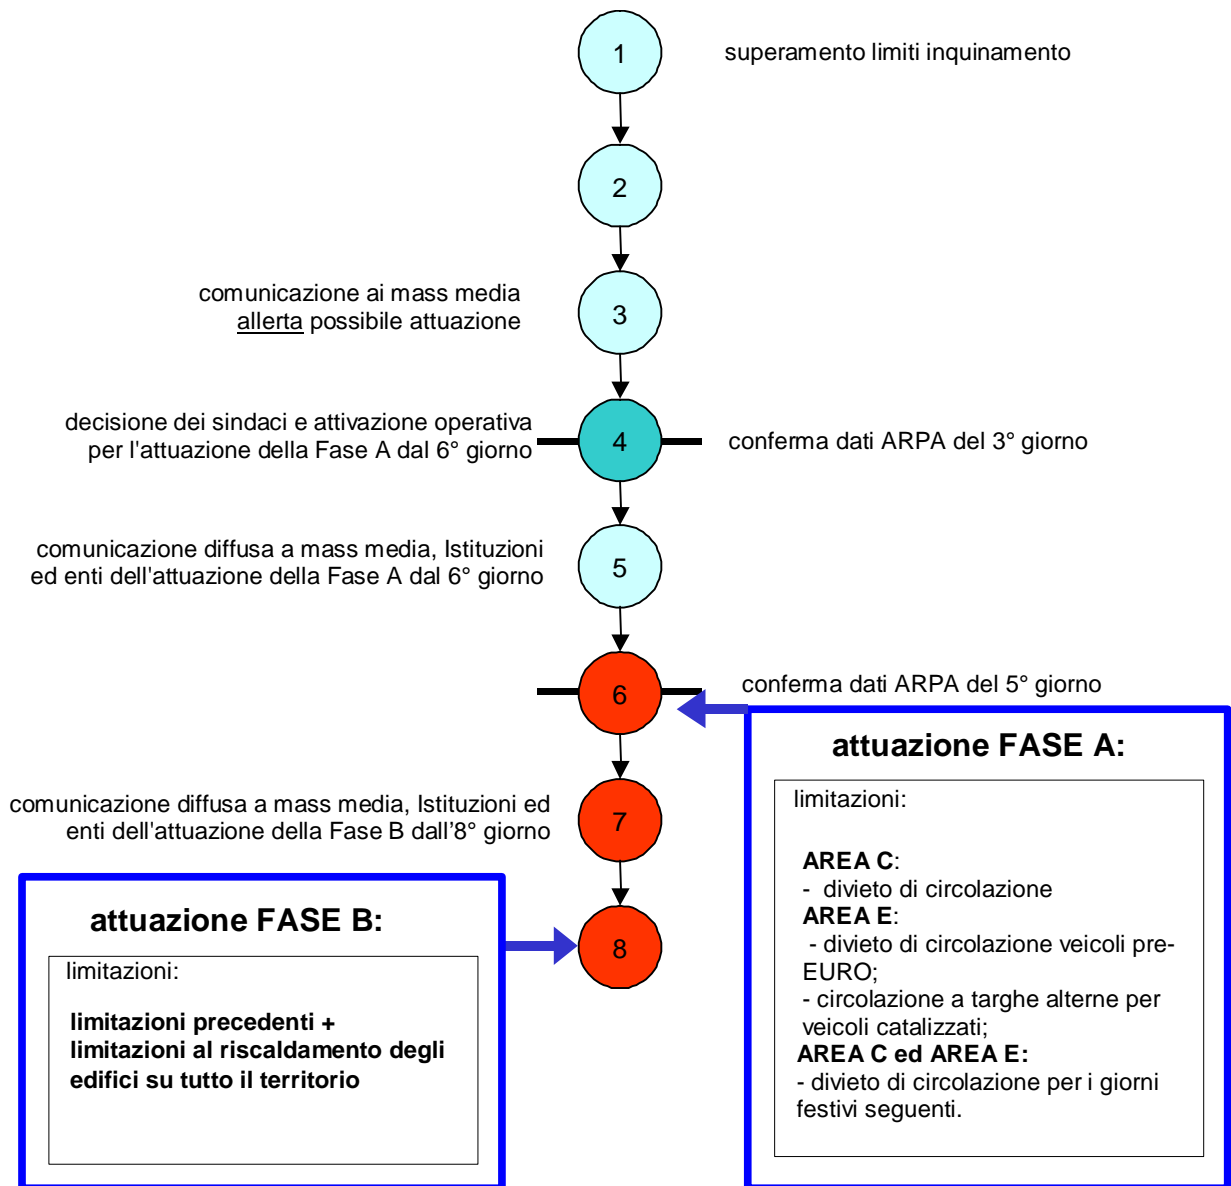 1
superamento limiti inquinamento
2
comunicazione ai mass media
allerta possibile attuazione
3
decisione dei sindaci e attivazione operativa
per l'attuazione della Fase A dal 6° giorno
4
conferma dati ARPA del 3° giorno
comunicazione diffusa a mass media, Istituzioni
ed enti dell'attuazione della Fase A dal 6° giorno
5
6
conferma dati ARPA del 5° giorno
attuazione FASE A:
limitazioni:
AREA C:
- divieto di circolazione
AREA E:
- divieto di circolazione veicoli pre-
EURO;
- circolazione a targhe alterne per
veicoli catalizzati;
AREA C ed AREA E:
- divieto di circolazione per i giorni
festivi seguenti.
comunicazione diffusa a mass media, Istituzioni ed
enti dell'attuazione della Fase B dall'8° giorno
7
attuazione FASE B:
limitazioni:
limitazioni precedenti +
limitazioni al riscaldamento degli
edifici su tutto il territorio
8